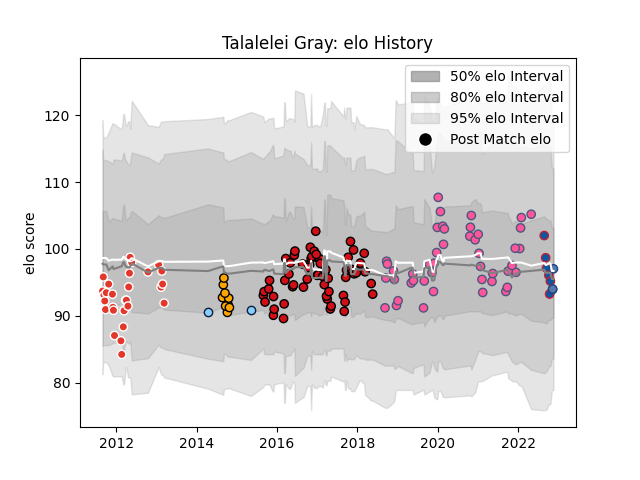 Talalelei Gray: elo History
50% elo Interval
80% elo Interval
95% elo Interval
Post Match elo
elo score
120
110
100
90
80
2012 2014 2016 2018 2020 2022